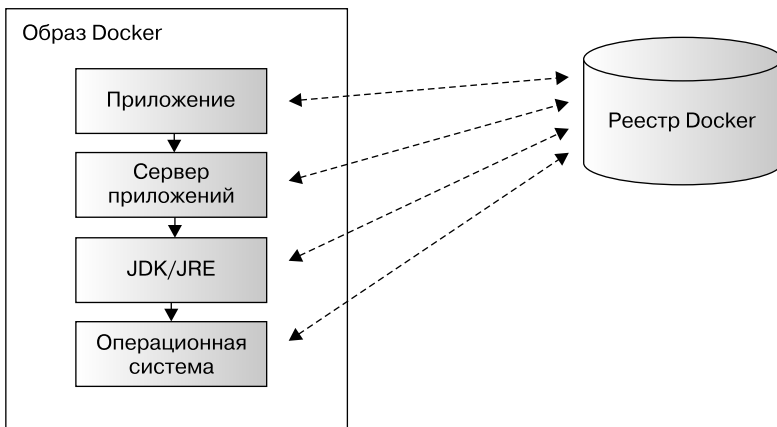 Образ Docker
Приложение
Сервер
приложений
JDK/JRE
Операционная
система
Реестр Docker